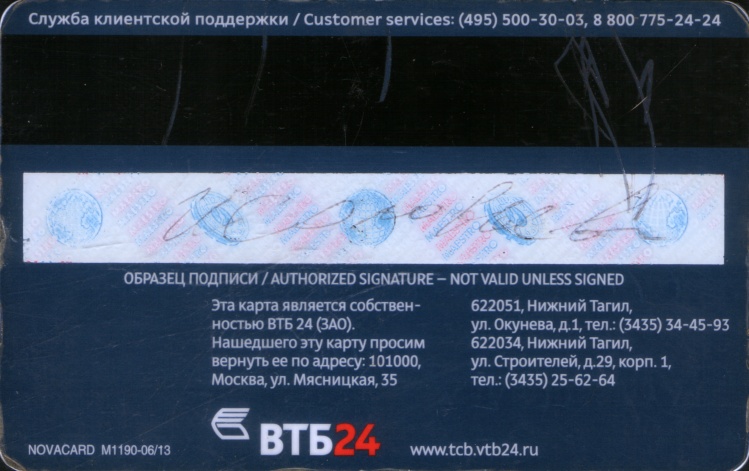 Служба клиентской поддержки / Customer services: (495) 500-30-03, 8 800 775-24-24
ОБРАЗЕЦ ПОДПИСИ / AUTHORIZED SIGNATURE – NOT VALID UNLESS SIGNED
Эта карта является собствен-
ностью ВТБ 24 (ЗАО).
Нашедшего эту карту просим
вернуть ее по адресу: 101000,
Москва, ул. Мясницкая, 35
622051, Нижний Тагил,
ул. Окунева, д.1, тел.: (3435) 34-45-93
622034, Нижний Тагил,
ул. Строителей, д.29, корп. 1,
тел.: (3435) 25-62-64
NOVACARD M1190-06/13
ВТБ24
www.tcb.vtb24.ru